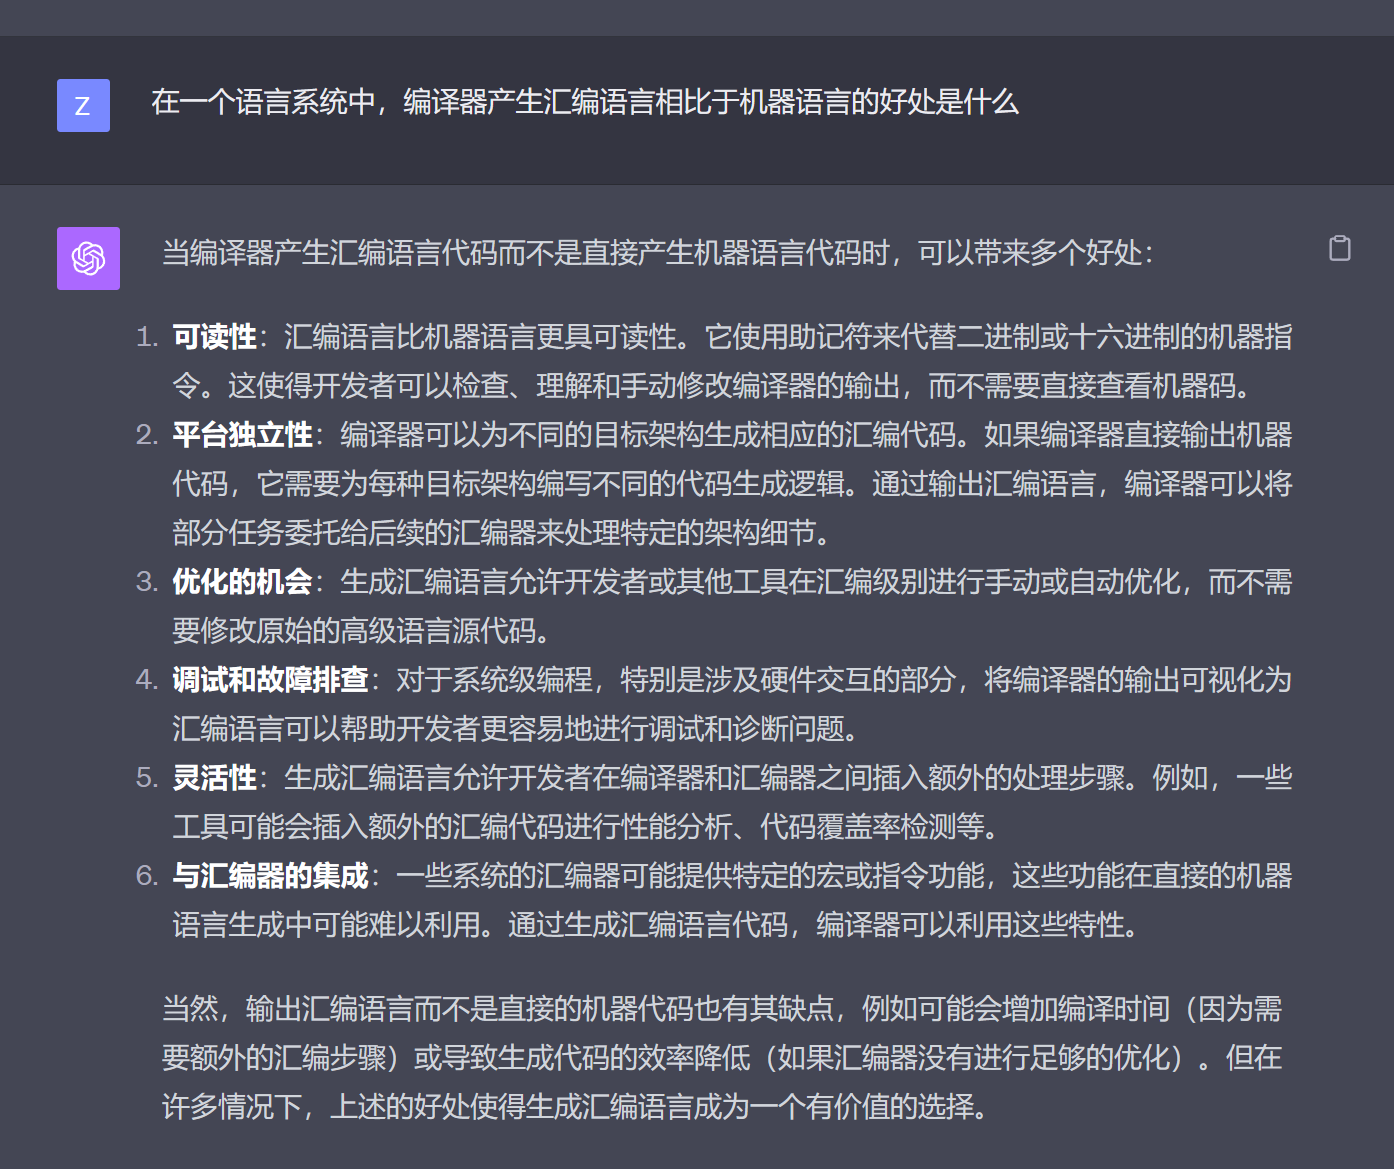 Z
在一个语言系统中，编译器产生汇编语言相比于机器语言的好处是什么
当编译器产生汇编语言代码而不是直接产生机器语言代码时，可以带来多个好处：
1. 可读性：汇编语言比机器语言更具可读性。它使用助记符来代替二进制或十六进制的机器指
令。这使得开发者可以检查、理解和手动修改编译器的输出，而不需要直接查看机器码。
2. 平台独立性：编译器可以为不同的目标架构生成相应的汇编代码。如果编译器直接输出机器
代码，它需要为每种目标架构编写不同的代码生成逻辑。通过输出汇编语言，编译器可以将
部分任务委托给后续的汇编器来处理特定的架构细节。
3. 优化的机会：生成汇编语言允许开发者或其他工具在汇编级别进行手动或自动优化，而不需
要修改原始的高级语言源代码。
4. 调试和故障排查：对于系统级编程，特别是涉及硬件交互的部分，将编译器的输出可视化为
汇编语言可以帮助开发者更容易地进行调试和诊断问题。
5. 灵活性：生成汇编语言允许开发者在编译器和汇编器之间插入额外的处理步骤。例如，一些
工具可能会插入额外的汇编代码进行性能分析、代码覆盖率检测等。
6. 与汇编器的集成：一些系统的汇编器可能提供特定的宏或指令功能，这些功能在直接的机器
语言生成中可能难以利用。通过生成汇编语言代码，编译器可以利用这些特性。
当然，输出汇编语言而不是直接的机器代码也有其缺点，例如可能会增加编译时间（因为需
要额外的汇编步骤）或导致生成代码的效率降低（如果汇编器没有进行足够的优化）。但在
许多情况下，上述的好处使得生成汇编语言成为一个有价值的选择。